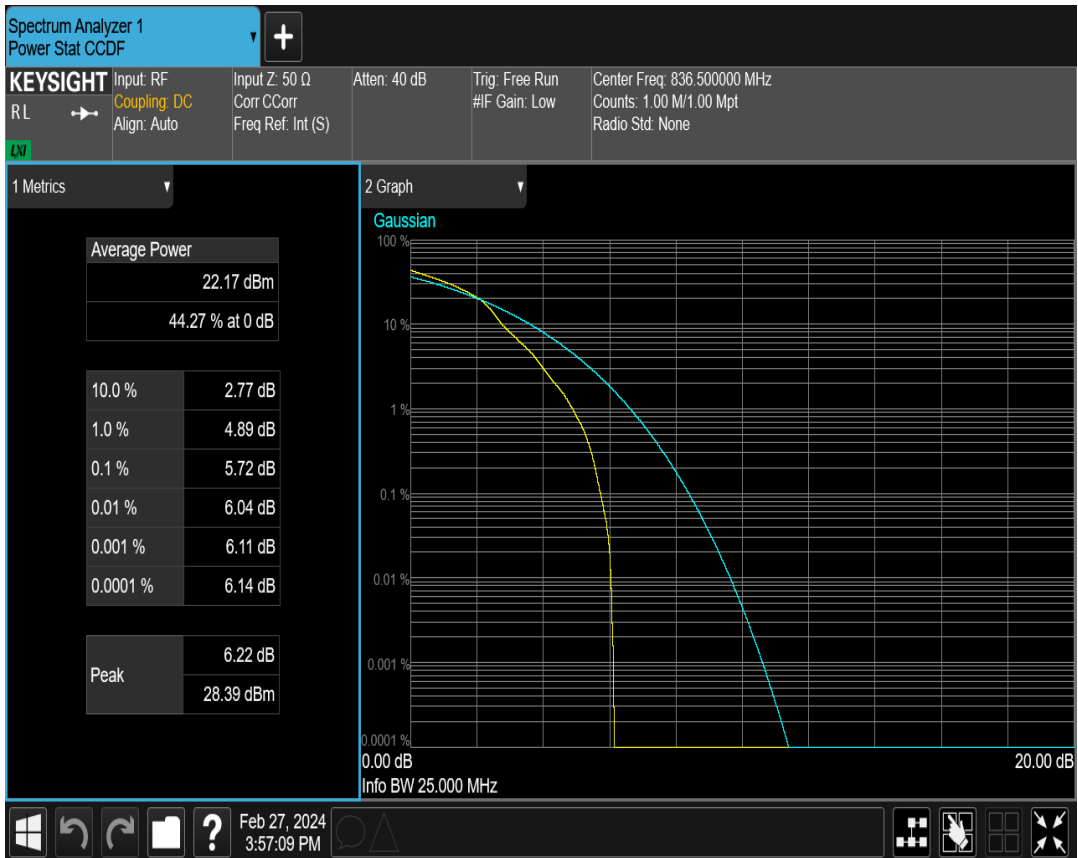 Spectrum Analyzer 1
Power Stat CCDF
+
KEYSIGHT
RL
LXI
Input: RF
Coupling: DC
Align: Auto
Input Z: 50 Ω
Corr CCorr
Freq Ref: Int (S)
Atten: 40 dB
Trig: Free Run
#IF Gain: Low
Center Freq: 836.500000 MHz
Counts: 1.00 M/1.00 Mpt
Radio Std: None
1 Metrics
Average Power
22.17 dBm
44.27 % at 0 dB
10.0 % 2.77 dB
1.0 % 4.89 dB
0.1 % 5.72 dB
0.01 % 6.04 dB
0.001 % 6.11 dB
0.0001 % 6.14 dB
Peak
6.22 dB
28.39 dBm
2 Graph
Gaussian
100 %
10 %
1 %
0.1 %
0.01 %
0.001 %
0.0001 %
0.00 dB 20.00 dB
Info BW 25.000 MHz
?
Feb 27, 2024
3:57:09 PM